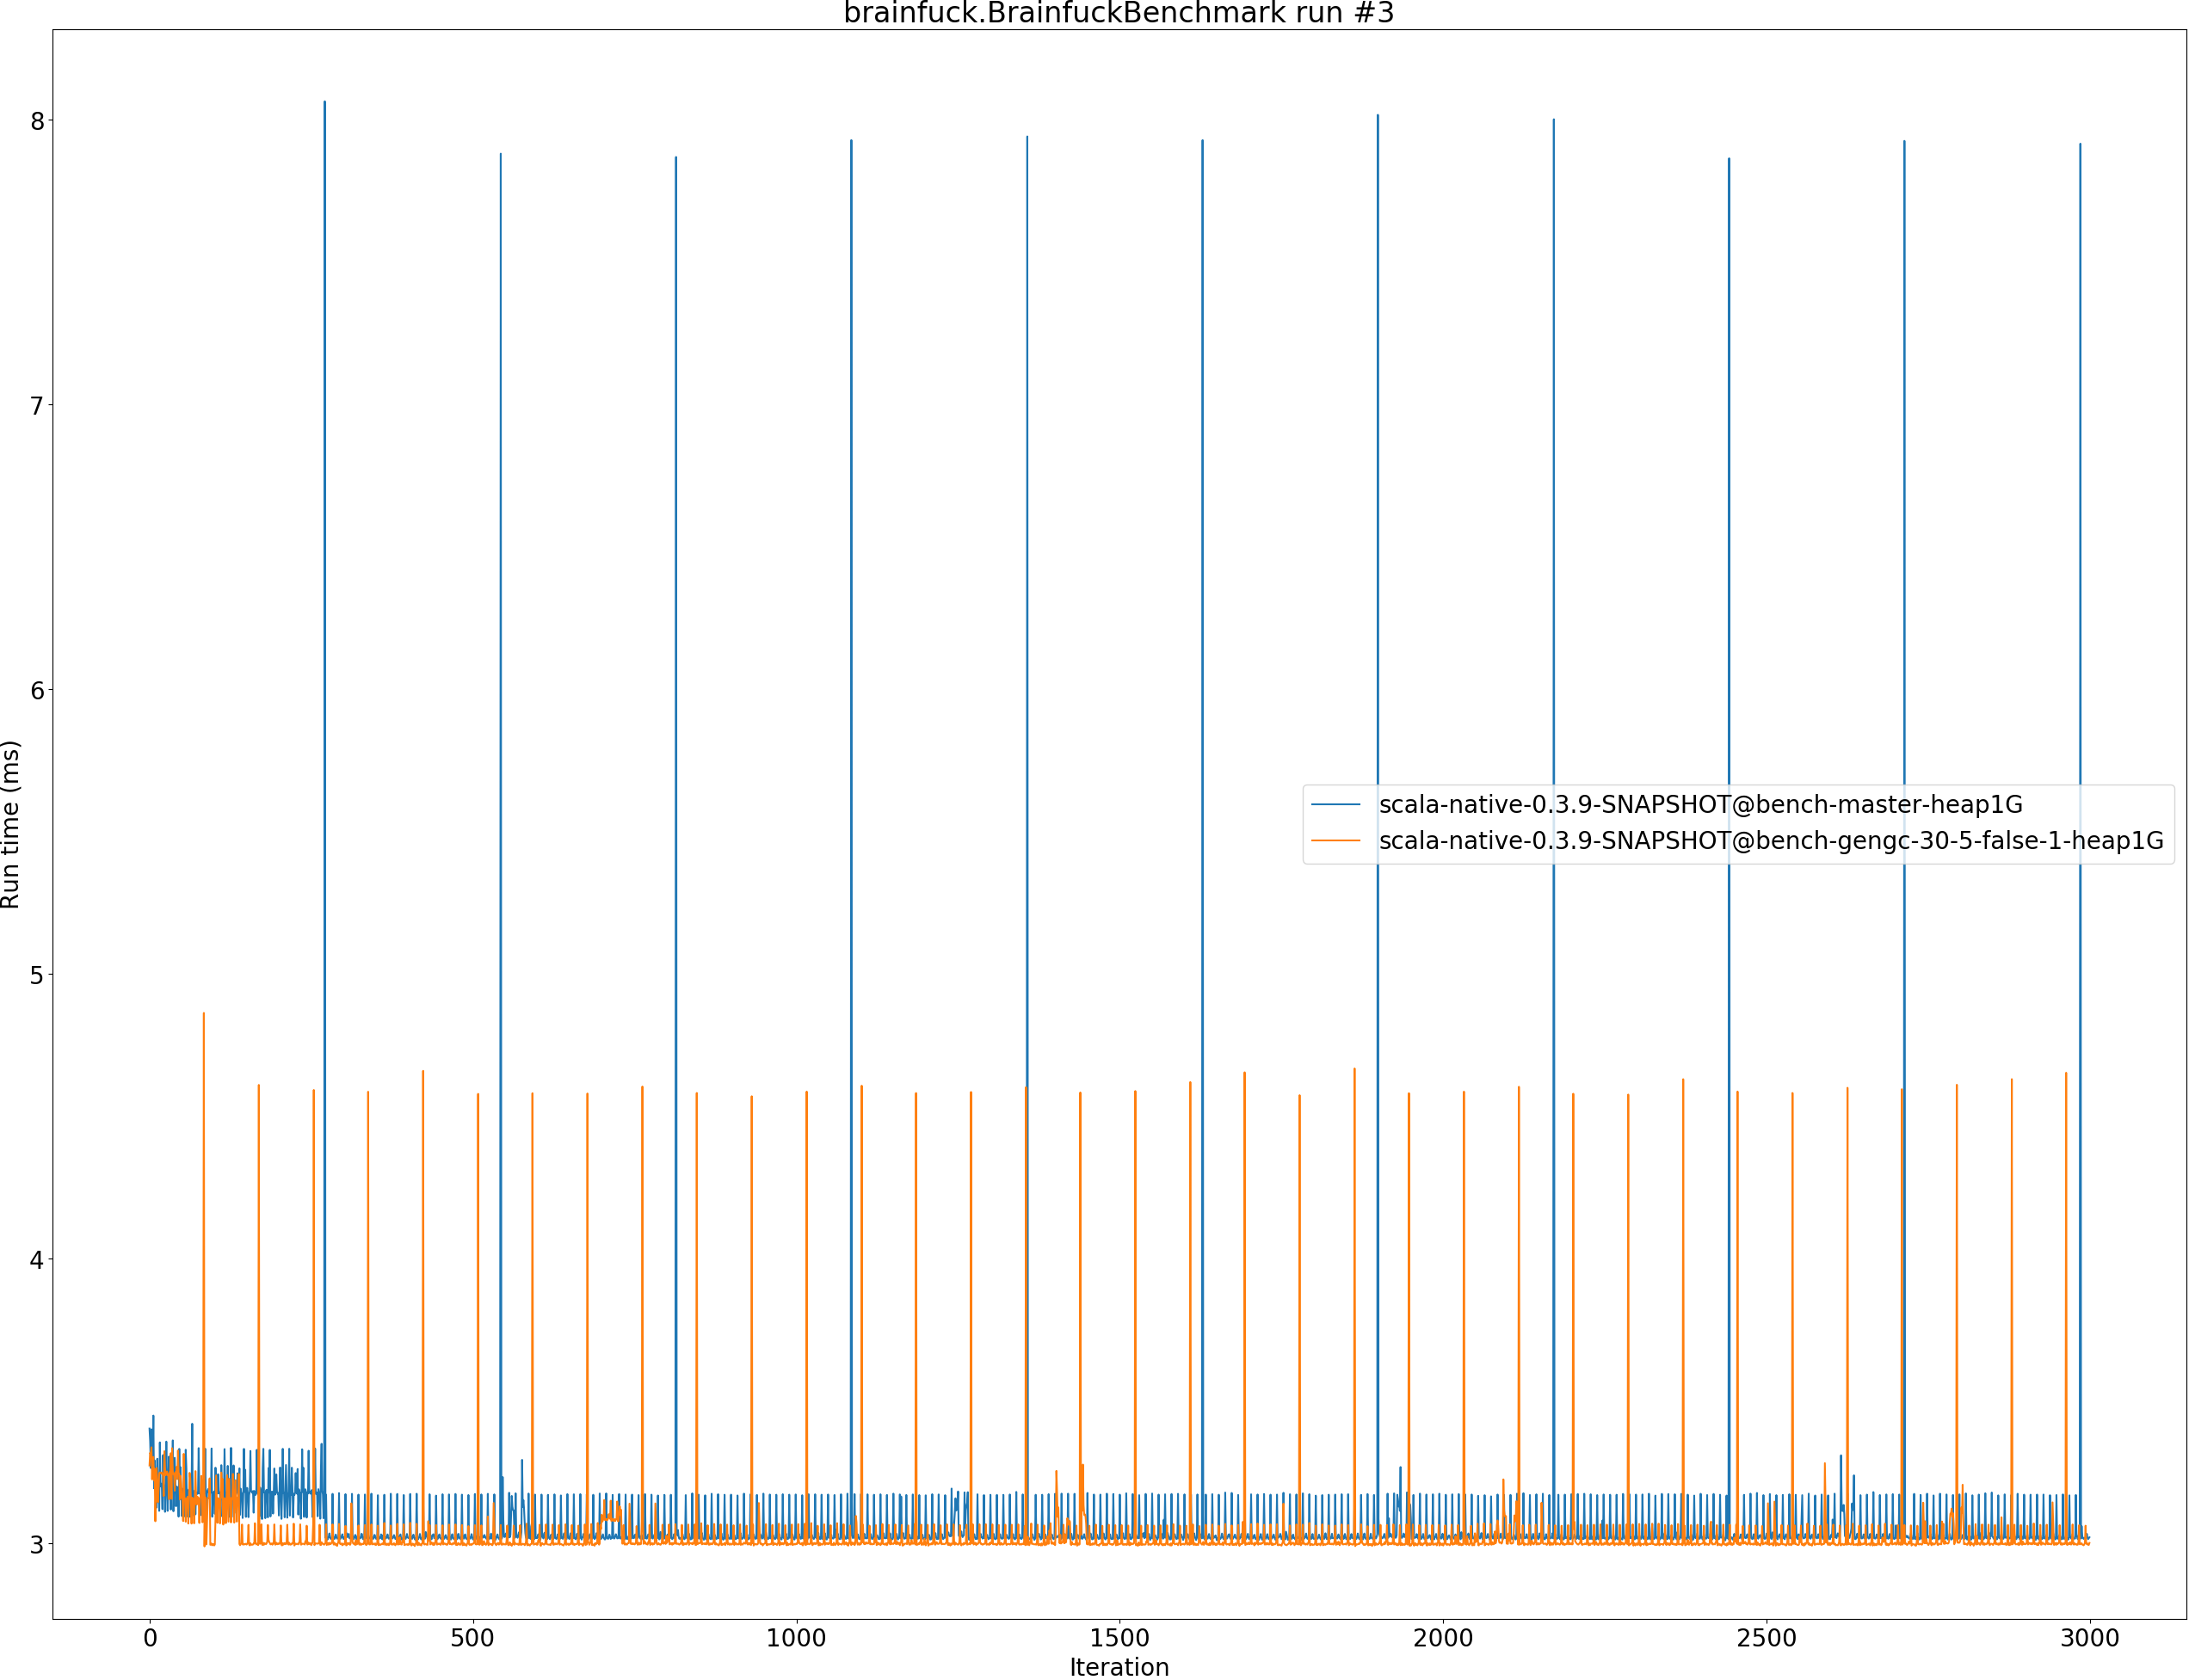 brainfuck.BrainfuckBenchmark run #3
8
7
6
5
4
3
Run time (ms)
scala-native-0.3.9-SNAPSHOT@bench-master-heap1G
scala-native-0.3.9-SNAPSHOT@bench-gengc-30-5-false-1-heap1G
0 500 1000 1500 2000 2500 3000
Iteration